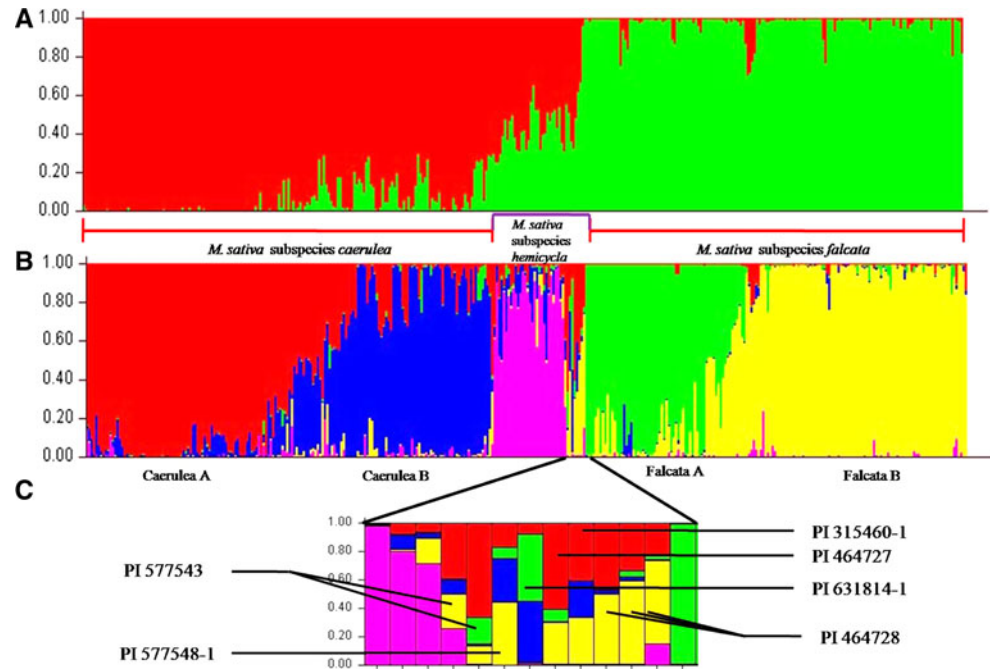 A
1.00
0.80
0.60
0.40
0.20
0.00
M. sativa subspecies caerulea
M. sativa
subspecies
hemicycla
M. sativa subspecies falcata
B
1.00
0.80
0.60
0.40
0.20
0.00
Caerulea A
Caerulea B
Falcata A
Falcata B
C
1.00
0.80
0.60
0.40
0.20
0.00
PI 577543
PI 577548-1
PI 315460-1
PI 464727
PI 631814-1
PI 464728